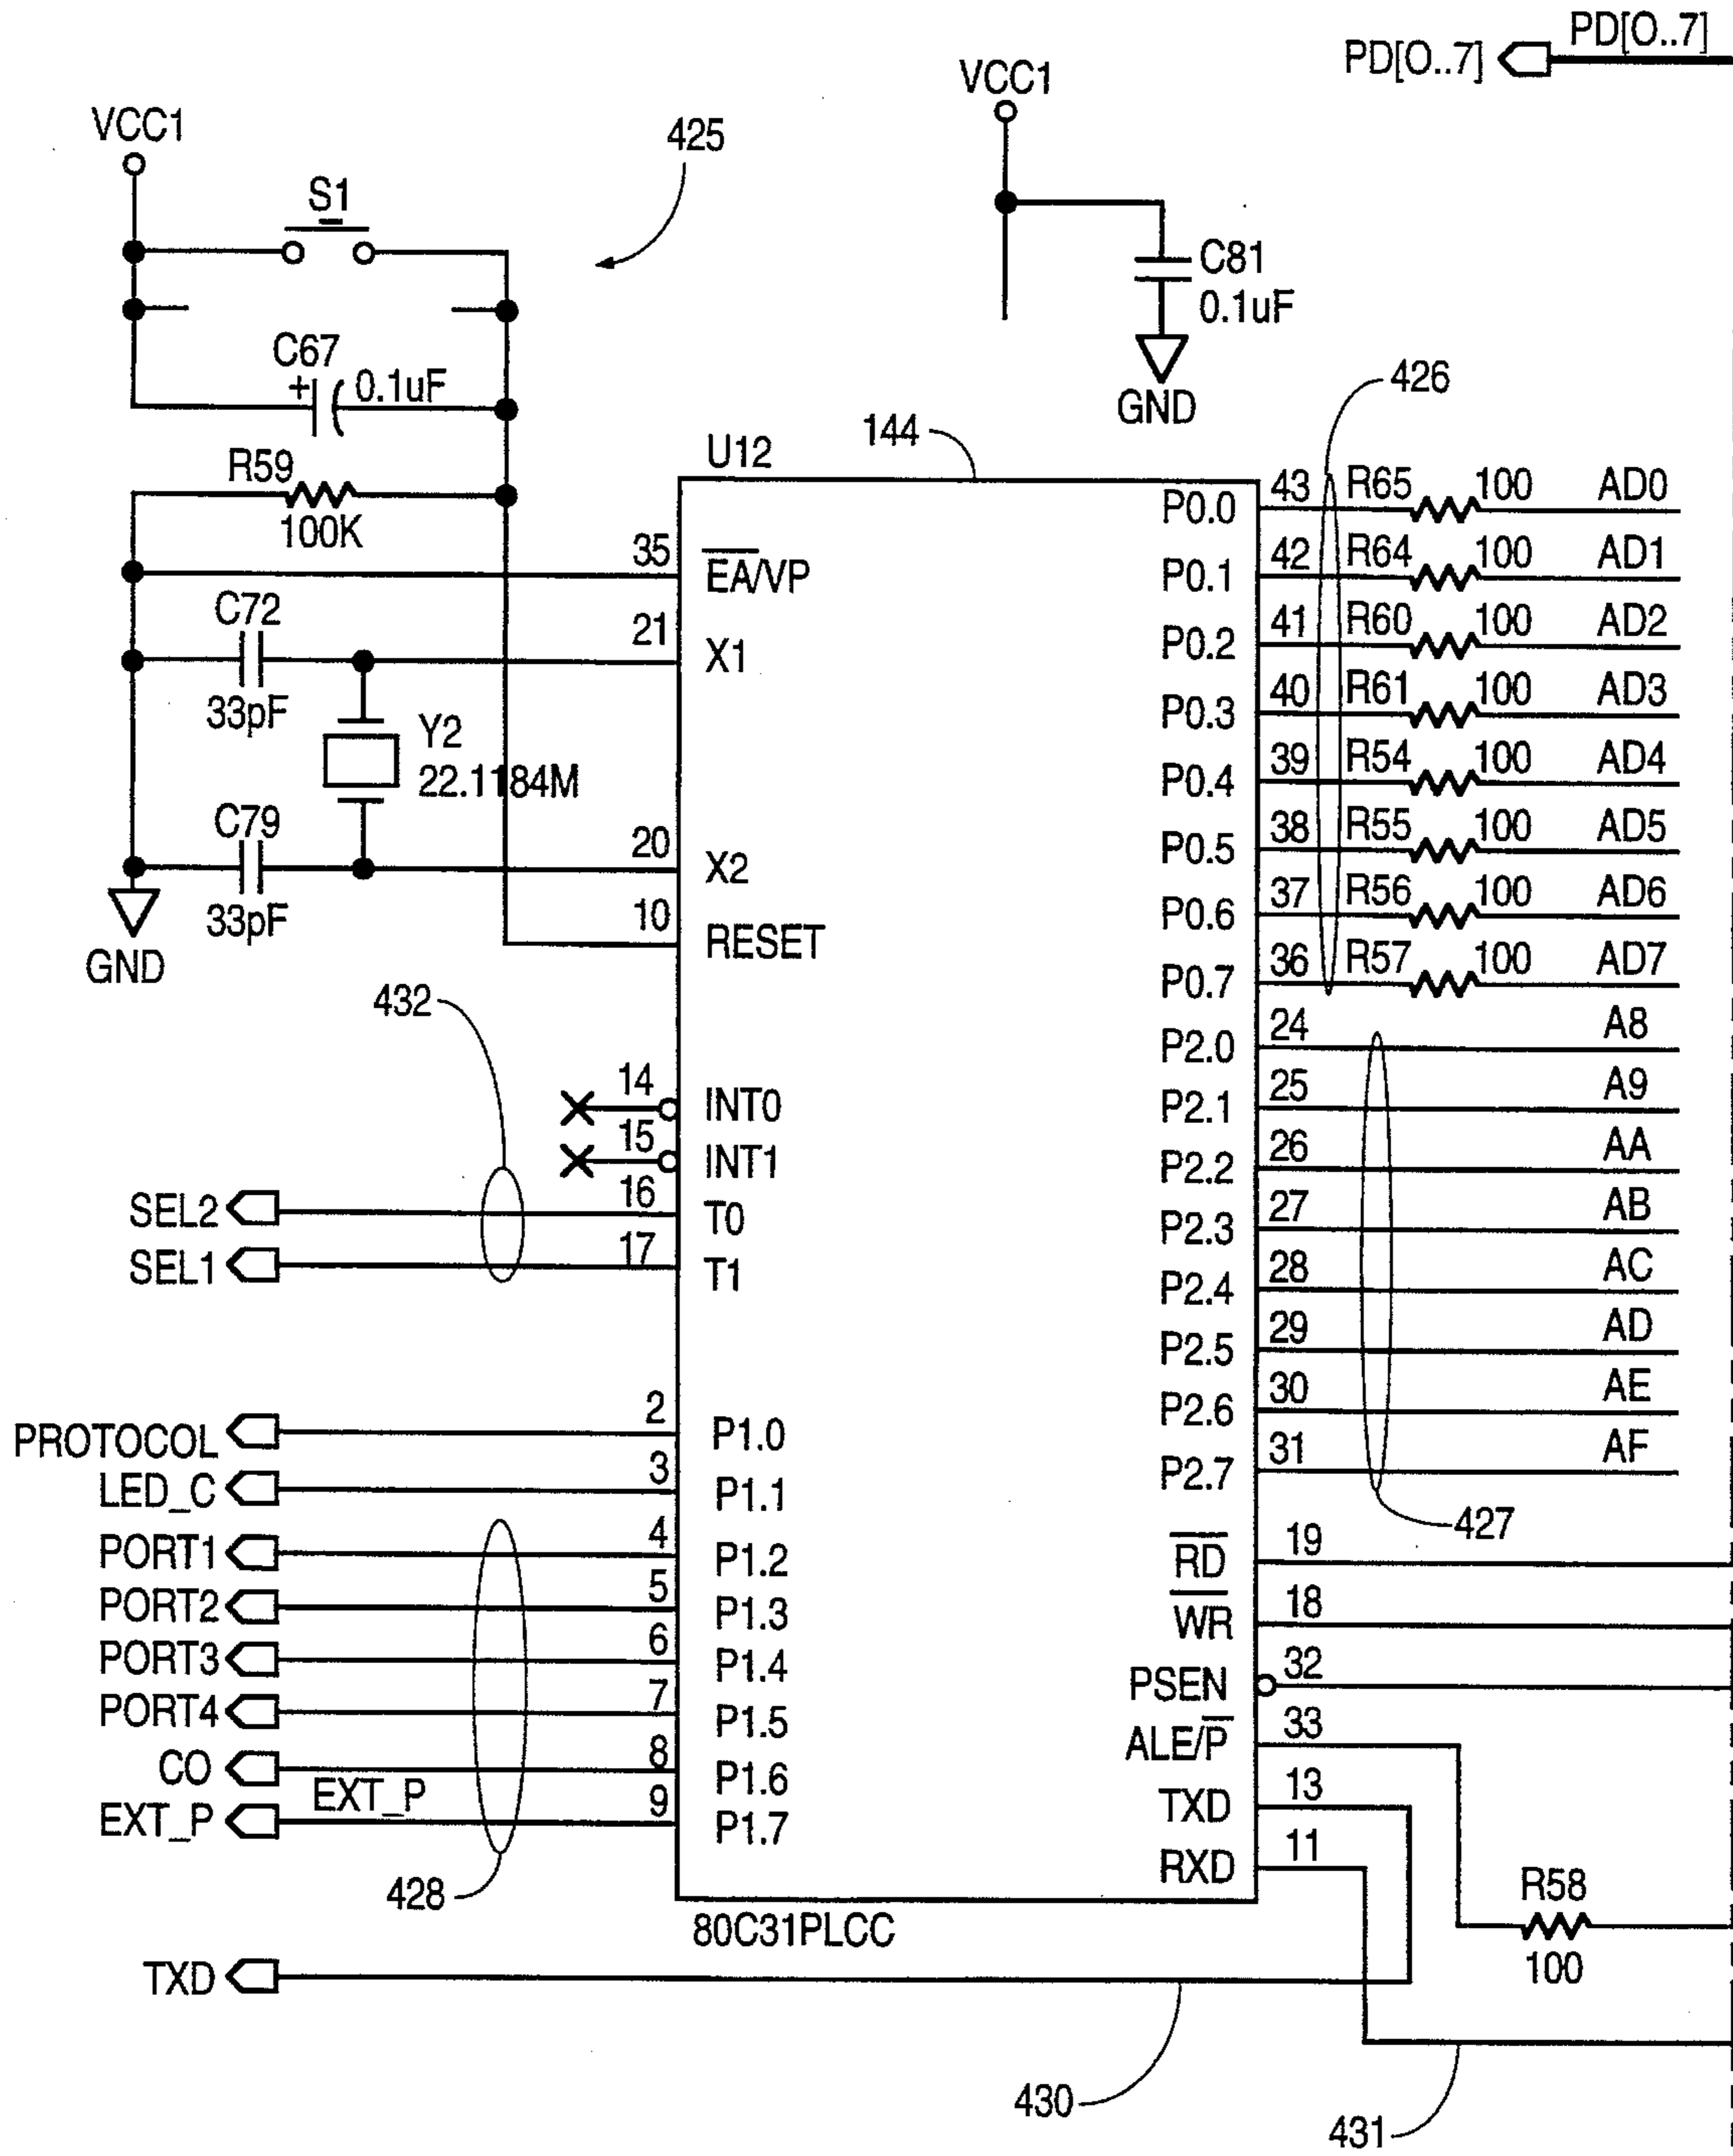 PD[O..7] PD[O..7]
VCC1
VCC1
425
S1
C81
0.1uF
GND
C67
+ 0.1uF
426
144
U12
R59
100K
35 EA/VP
C72
33pF
21 X1
Y2
22.1184M
C79
33pF
20 X2
10 RESET
GND
P0.0 43 R65 100 AD0
P0.1 42 R64 100 AD1
P0.2 41 R60 100 AD2
P0.3 40 R61 100 AD3
P0.4 39 R54 100 AD4
P0.5 38 R55 100 AD5
P0.6 37 R56 100 AD6
P0.7 36 R57 100 AD7
P2.0 24 A8
P2.1 25 A9
P2.2 26 AA
P2.3 27 AB
P2.4 28 AC
P2.5 29 AD
P2.6 30 AE
P2.7 31 AF
427
432
14 INT0
15 INT1
SEL2 16 T0
SEL1 17 T1
PROTOCOL 2 P1.0
LED_C 3 P1.1
PORT1 4 P1.2
PORT2 5 P1.3
PORT3 6 P1.4
PORT4 7 P1.5
CO 8 P1.6
EXT_P EXT_P 9 P1.7
428
RD 19
WR 18
PSEN 32
ALE/P 33
TXD 13
RXD 11
R58
100
80C31PLCC
TXD
430
431